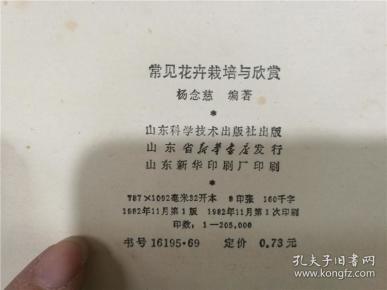 常见花卉栽培与欣赏
杨念慈 编著
*
山东科学技术出版社出版
山东省新华书店发行
山东新华印刷厂印刷
*
787×1092毫米32开本 8印张 160千字
1982年11月第1版 1982年11月第1次印刷
印数：1—205,000
书号 16195·69 定价 0.73元
孔夫子旧书网